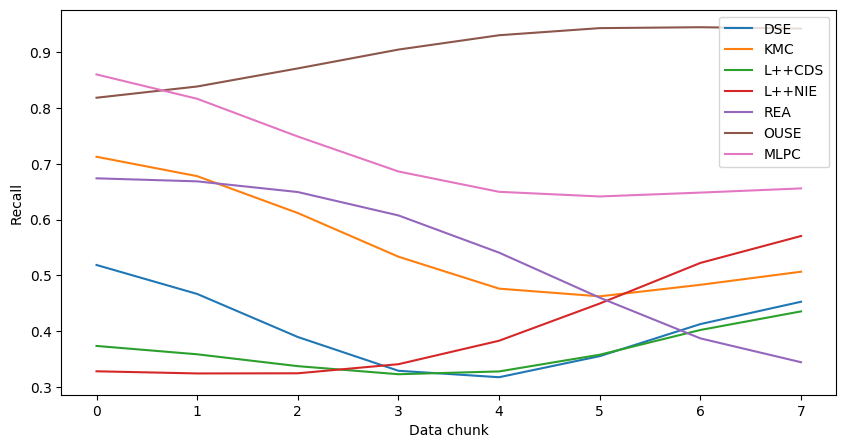 DSE
KMC
L++CDS
L++NIE
REA
OUSE
MLPC
Recall
0.9
0.8
0.7
0.6
0.5
0.4
0.3
0 1 2 3 4 5 6 7
Data chunk